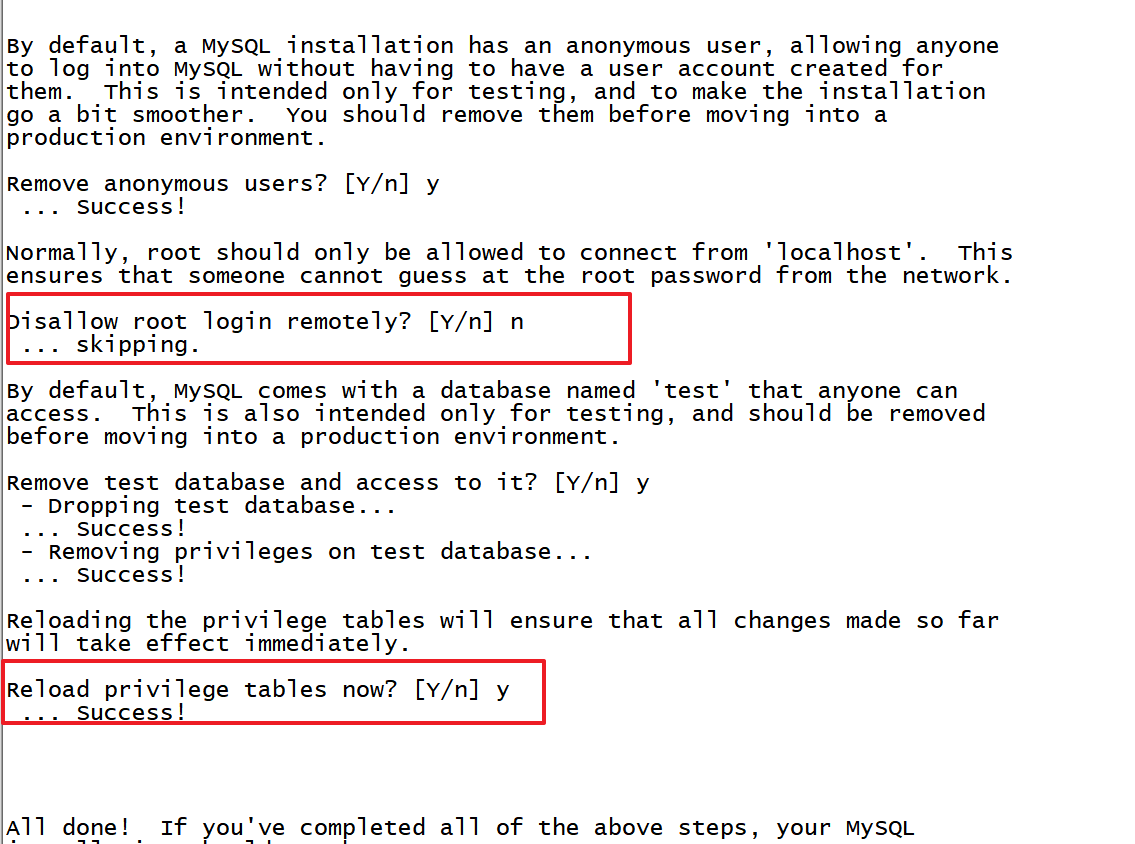 By default, a MySQL installation has an anonymous user, allowing anyone
to log into MySQL without having to have a user account created for
them.  This is intended only for testing, and to make the installation
go a bit smoother.  You should remove them before moving into a
production environment.
Remove anonymous users? [Y/n] y
 ... Success!
Normally, root should only be allowed to connect from 'localhost'.  This
ensures that someone cannot guess at the root password from the network.
Disallow root login remotely? [Y/n] n
 ... skipping.
By default, MySQL comes with a database named 'test' that anyone can
access.  This is also intended only for testing, and should be removed
before moving into a production environment.
Remove test database and access to it? [Y/n] y
 - Dropping test database...
 ... Success!
 - Removing privileges on test database...
 ... Success!
Reloading the privilege tables will ensure that all changes made so far
will take effect immediately.
Reload privilege tables now? [Y/n] y
 ... Success!
All done!  If you've completed all of the above steps, your MySQL